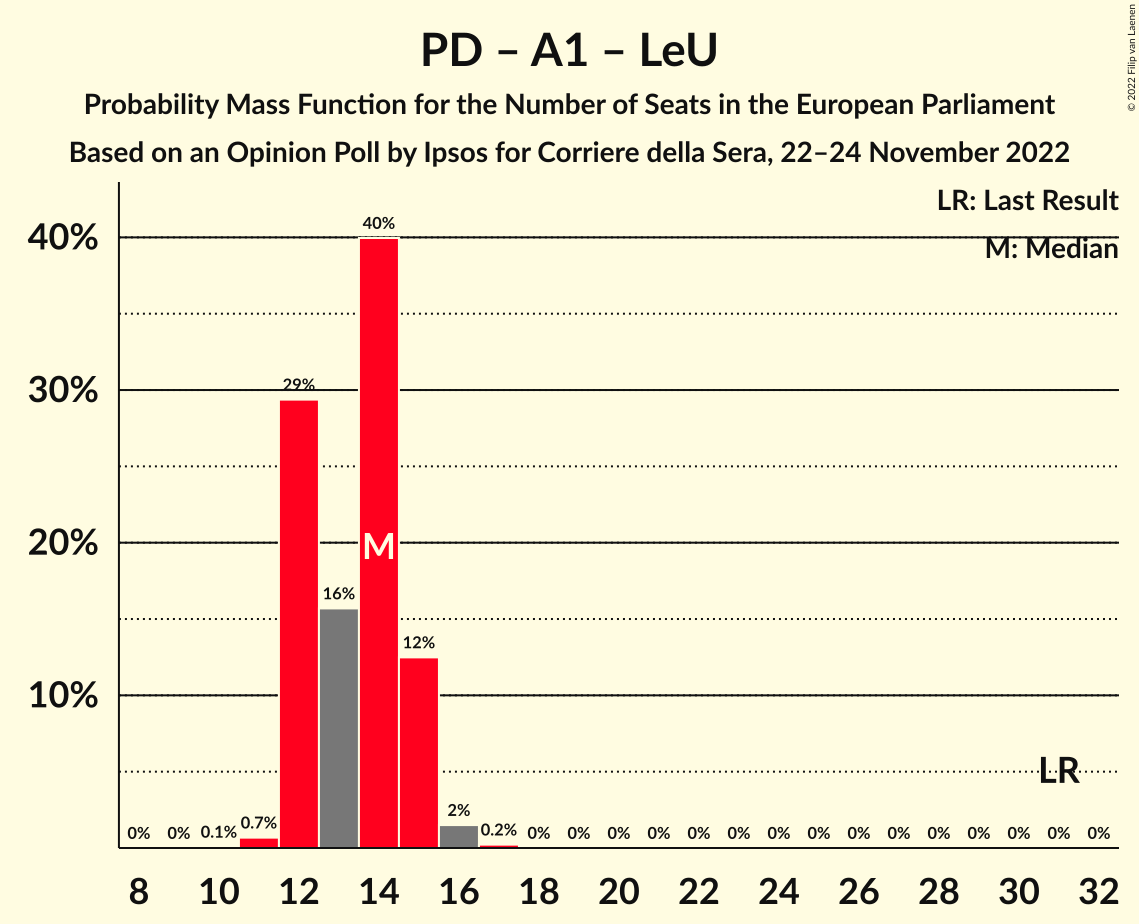 PD – A1 – LeU
Probability Mass Function for the Number of Seats in the European Parliament
Based on an Opinion Poll by Ipsos for Corriere della Sera, 22–24 November 2022
© 2022 Filip van Laenen
LR: Last Result
M: Median
40%
30%
20%
10%
0% 0% 0.1% 0.7% 29% 16% 40% 12% 2% 0.2% 0% 0% 0% 0% 0% 0% 0% 0% 0% 0% 0% 0% 0% 0% 0%
M
LR
8 10 12 14 16 18 20 22 24 26 28 30 32